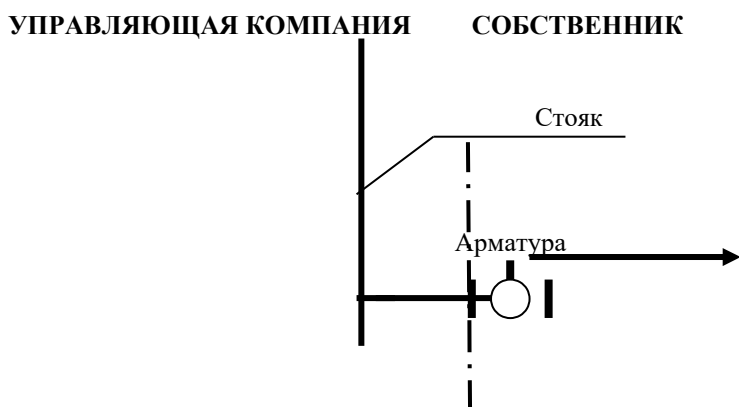 УПРАВЛЯЮЩАЯ КОМПАНИЯ СОБСТВЕННИК
Стояк
Арматура